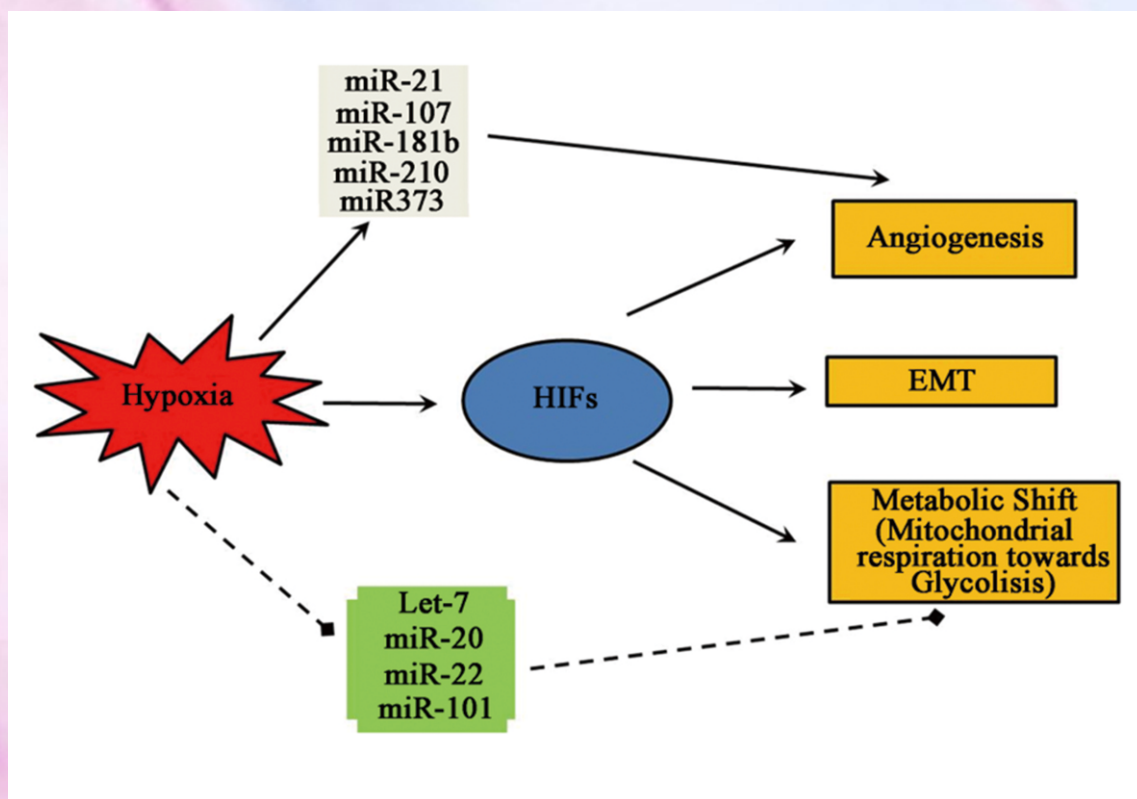 miR-21
miR-107
miR-181b
miR-210
miR373
Angiogenesis
Hypoxia
HIFs
EMT
Metabolic Shift
(Mitochondrial
respiration towards
Glycolisis)
Let-7
miR-20
miR-22
miR-101